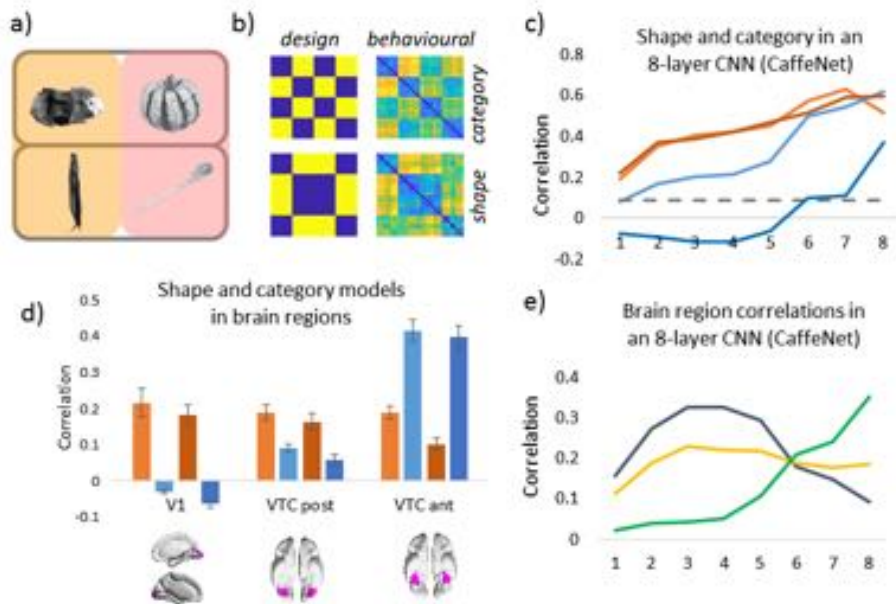 a)
b)
design
behavioural
category
shape
c)
Shape and category in an
8-layer CNN (CaffeNet)
Correlation
0.8
0.6
0.4
0.2
0
-0.2
1 2 3 4 5 6 7 8
d)
Shape and category models
in brain regions
Correlation
0.5
0.4
0.3
0.2
0.1
0
-0.1
V1
VTC post
VTC ant
e)
Brain region correlations in
an 8-layer CNN (CaffeNet)
Correlation
0.4
0.3
0.2
0.1
0
1 2 3 4 5 6 7 8